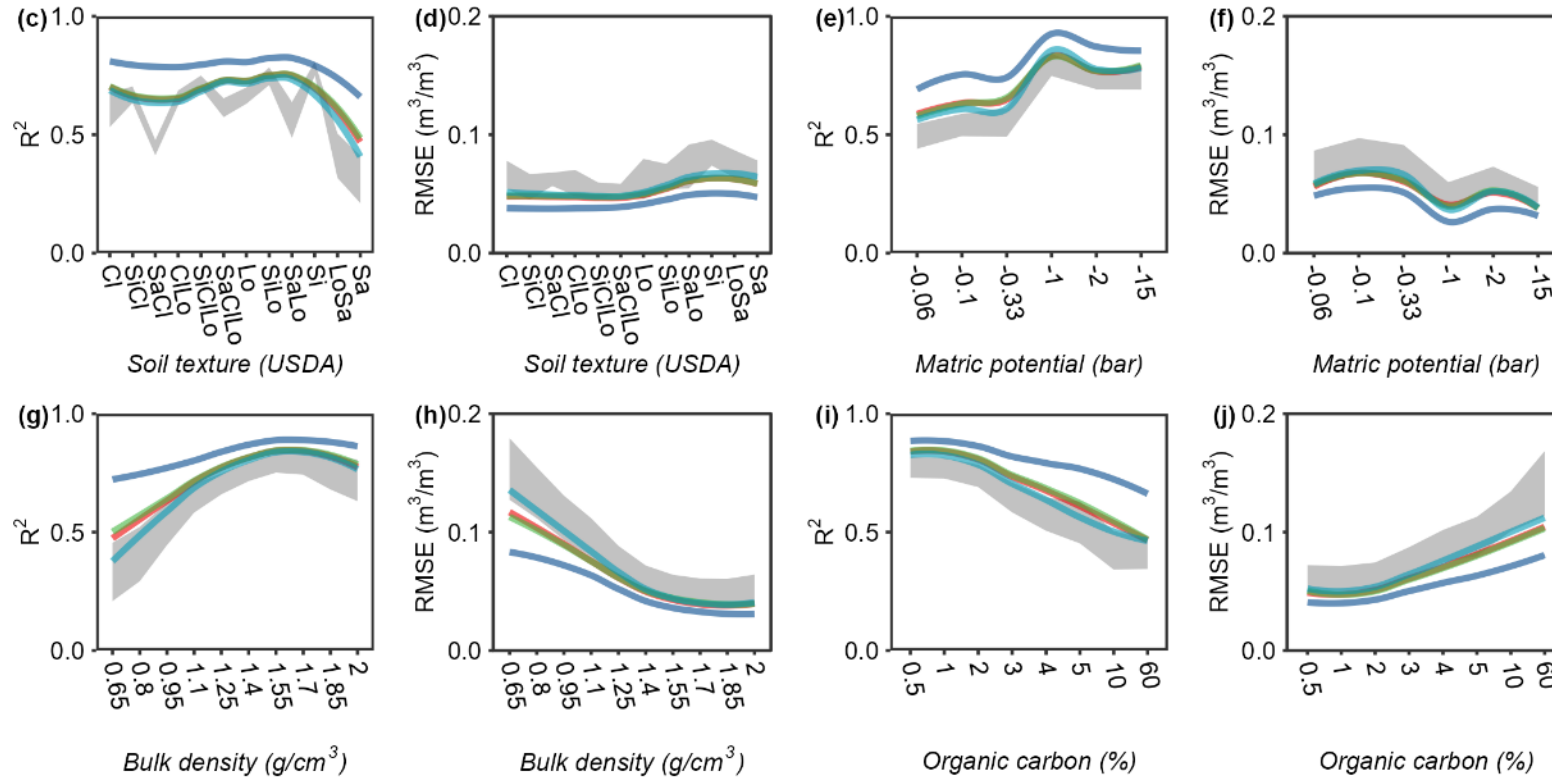 (c) 1.0 0.5 0.0 R²
Cl SiCl SaCl ClLo SiClLo SaClLo Lo SiLo SaLo Si LoSa Sa
Soil texture (USDA)
(d) 0.2 0.1 0.0 RMSE (m³/m³)
Cl SiCl SaCl ClLo SiClLo SaClLo Lo SiLo SaLo Si LoSa Sa
Soil texture (USDA)
(e) 1.0 0.5 0.0 R²
-0.06 -0.1 -0.33 -1 -2 -15
Matric potential (bar)
(f) 0.2 0.1 0.0 RMSE (m³/m³)
-0.06 -0.1 -0.33 -1 -2 -15
Matric potential (bar)
(g) 1.0 0.5 0.0 R²
0.65 0.8 0.95 1.1 1.25 1.4 1.55 1.7 1.85 2
Bulk density (g/cm³)
(h) 0.2 0.1 0.0 RMSE (m³/m³)
0.65 0.8 0.95 1.1 1.25 1.4 1.55 1.7 1.85 2
Bulk density (g/cm³)
(i) 1.0 0.5 0.0 R²
0.5 1 2 3 4 5 10 60
Organic carbon (%)
(j) 0.2 0.1 0.0 RMSE (m³/m³)
0.5 1 2 3 4 5 10 60
Organic carbon (%)